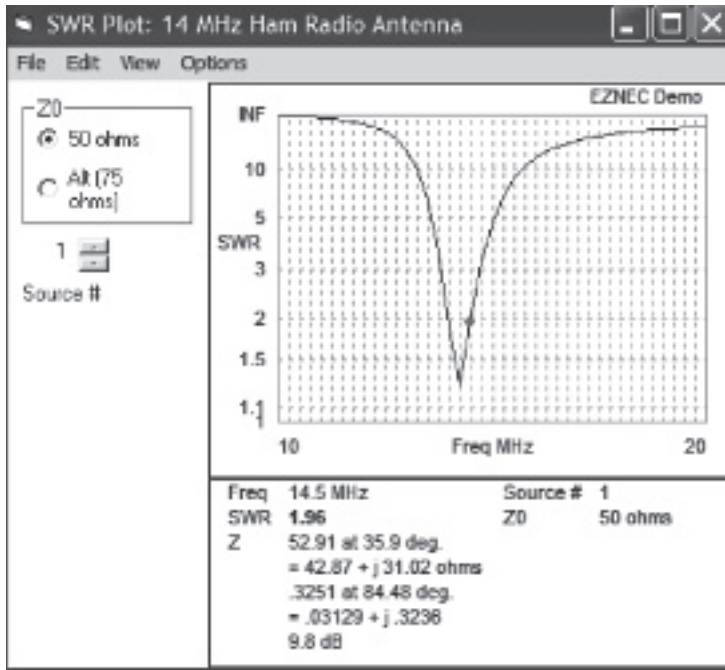 SWR Plot: 14 MHz Ham Radio Antenna
File Edit View Options
Z0
50 ohms
Alt (75
ohms)
1
Source #
EZNEC Demo
INF
10
5
SWR
3
2
1.5
1.1
1
10 Freq MHz 20
Freq 14.5 MHz Source # 1
SWR 1.96 Z0 50 ohms
Z 52.91 at 35.9 deg.
= 42.87 + j 31.02 ohms
.3251 at 84.48 deg.
= .03129 + j .3236
9.8 dB